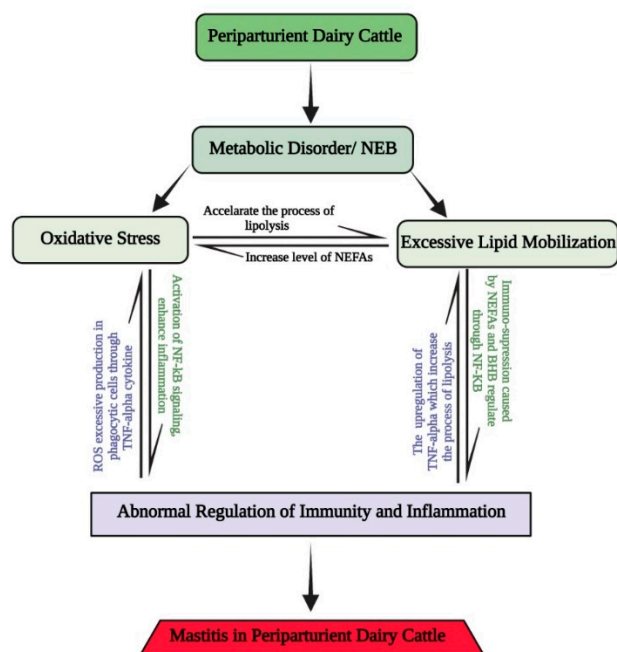 Periparturient Dairy Cattle
Metabolic Disorder/ NEB
Accelarate the process of
lipolysis
Oxidative Stress
Excessive Lipid Mobilization
Increase level of NEFAs
ROS excessive production in
phagocytic cells through
TNF-alpha cytokine
Activation of NF-kB signaling,
enhance inflammation
The upregulation of
TNF-alpha which increase
the process of lipolysis
Immuno-supression caused
by NEFAs and BHB regulate
through NF-KB
Abnormal Regulation of Immunity and Inflammation
Mastitis in Periparturient Dairy Cattle